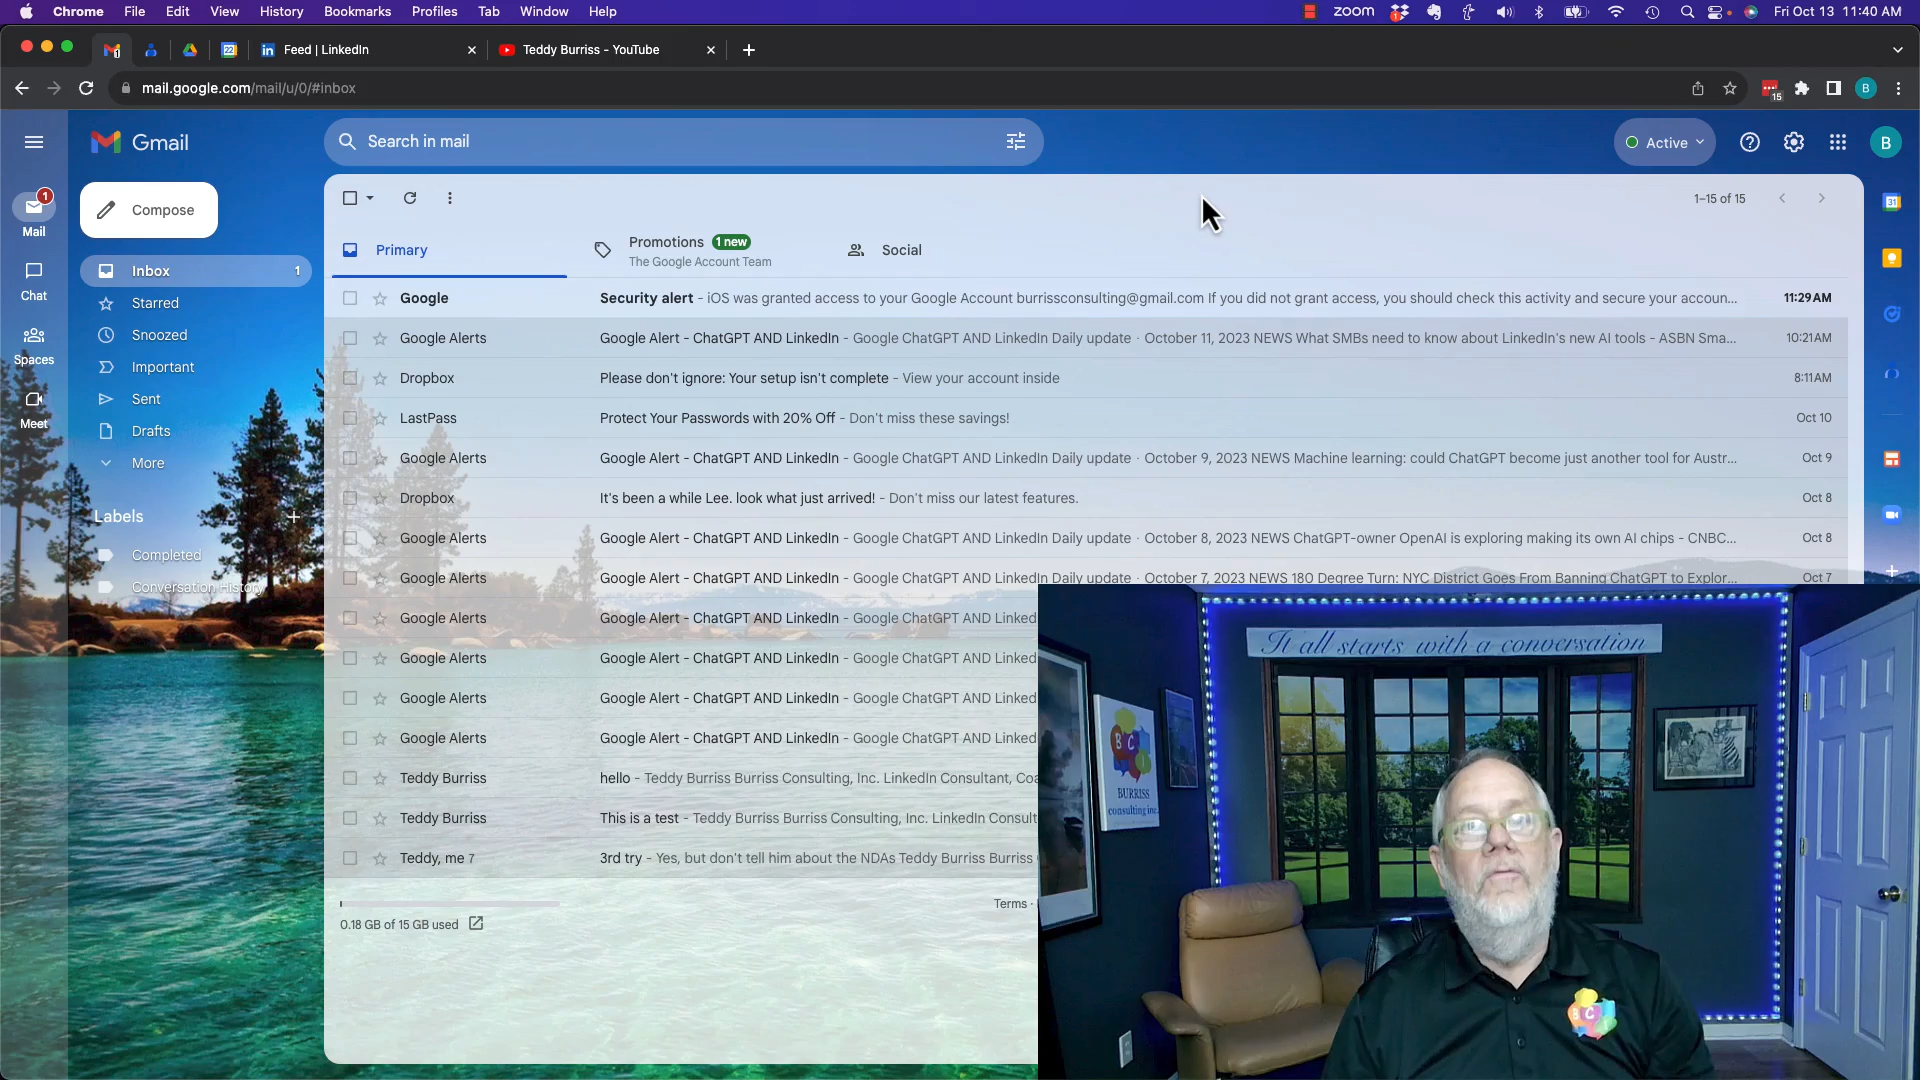 Chrome File Edit View History Bookmarks Profiles Tab Window Help zoom 1 Fri Oct 13 11:40 AM
1 22 in Feed | LinkedIn Teddy Burriss - YouTube
mail.google.com/mail/u/0/#inbox 15 B
Gmail Search in mail Active B
Compose
1–15 of 15
1
Mail
Chat
Spaces
Meet
Inbox 1
Starred
Snoozed
Important
Sent
Drafts
More
Labels
Completed
Conversation History
31
Primary
Promotions 1 new
The Google Account Team
Social
Google Security alert - iOS was granted access to your Google Account burrissconsulting@gmail.com If you did not grant access, you should check this activity and secure your accoun... 11:29 AM
Google Alerts Google Alert - ChatGPT AND LinkedIn - Google ChatGPT AND LinkedIn Daily update · October 11, 2023 NEWS What SMBs need to know about LinkedIn's new AI tools - ASBN Sma... 10:21 AM
Dropbox Please don't ignore: Your setup isn't complete - View your account inside 8:11 AM
LastPass Protect Your Passwords with 20% Off - Don't miss these savings! Oct 10
Google Alerts Google Alert - ChatGPT AND LinkedIn - Google ChatGPT AND LinkedIn Daily update · October 9, 2023 NEWS Machine learning: could ChatGPT become just another tool for Austr... Oct 9
Dropbox It's been a while Lee. look what just arrived! - Don't miss our latest features. Oct 8
Google Alerts Google Alert - ChatGPT AND LinkedIn - Google ChatGPT AND LinkedIn Daily update · October 8, 2023 NEWS ChatGPT-owner OpenAI is exploring making its own AI chips - CNBC... Oct 8
Google Alerts Google Alert - ChatGPT AND LinkedIn - Google ChatGPT AND LinkedIn Daily update · October 7, 2023 NEWS 180 Degree Turn: NYC District Goes From Banning ChatGPT to Explor... Oct 7
Google Alerts Google Alert - ChatGPT AND LinkedIn - Google ChatGPT AND Linked
Google Alerts Google Alert - ChatGPT AND LinkedIn - Google ChatGPT AND Linked
Google Alerts Google Alert - ChatGPT AND LinkedIn - Google ChatGPT AND Linked
Google Alerts Google Alert - ChatGPT AND LinkedIn - Google ChatGPT AND Linked
Teddy Burriss hello - Teddy Burriss Burriss Consulting, Inc. LinkedIn Consultant, Coa
Teddy Burriss This is a test - Teddy Burriss Burriss Consulting, Inc. LinkedIn Consult
Teddy, me 7 3rd try - Yes, but don't tell him about the NDAs Teddy Burriss Burriss
Terms ·
0.18 GB of 15 GB used
It all starts with a conversation
B C I
BURRISS
consulting inc.
B C I